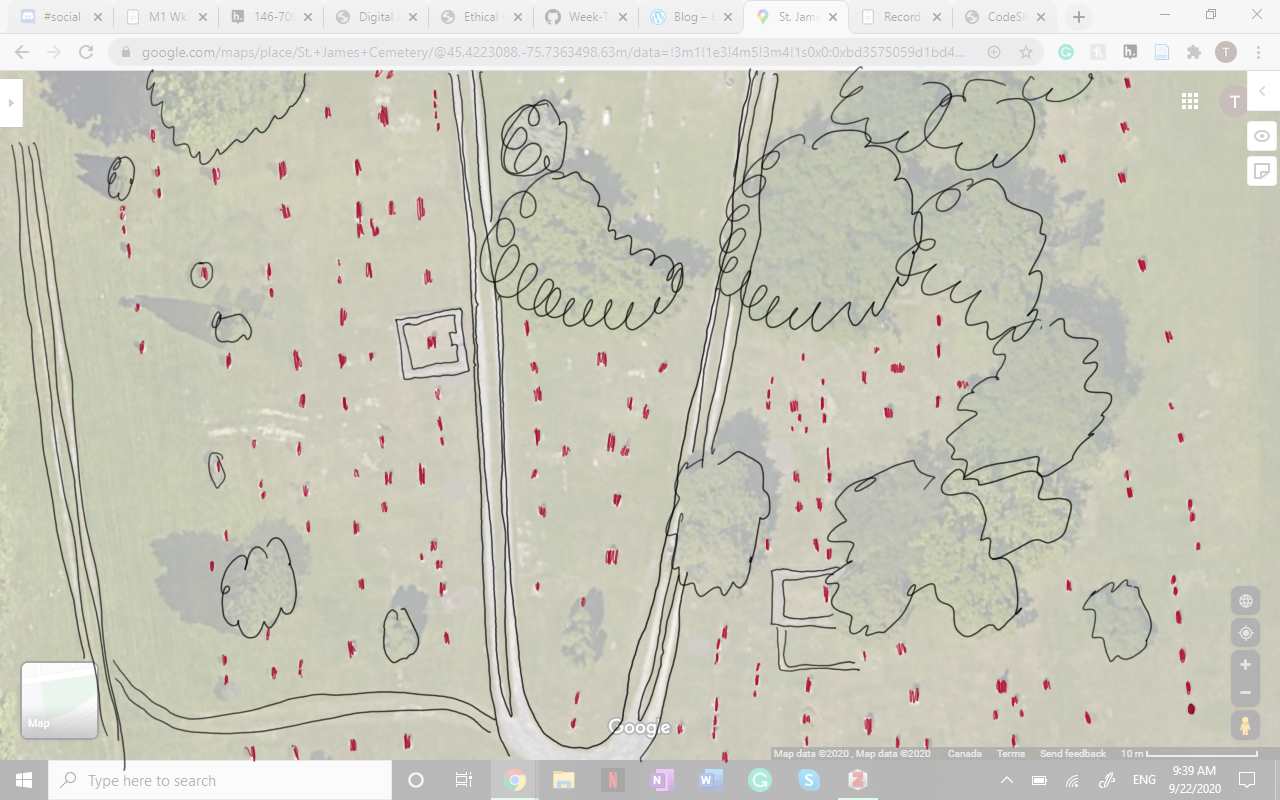 #social
M1 Wk
146-70
Digital
Ethical
Week-T
Blog –
St. Jame
Record
CodeSh
google.com/maps/place/St.+James+Cemetery/@45.4223088,-75.7363498,63m/data=!3m1!1e3!4m5!3m4!1s0x0:0xbd3575059d1bd4...
T
T
Map
Google
Map data ©2020 , Map data ©2020 Canada Terms Send feedback 10 m
Type here to search
ENG
9:39 AM
9/22/2020